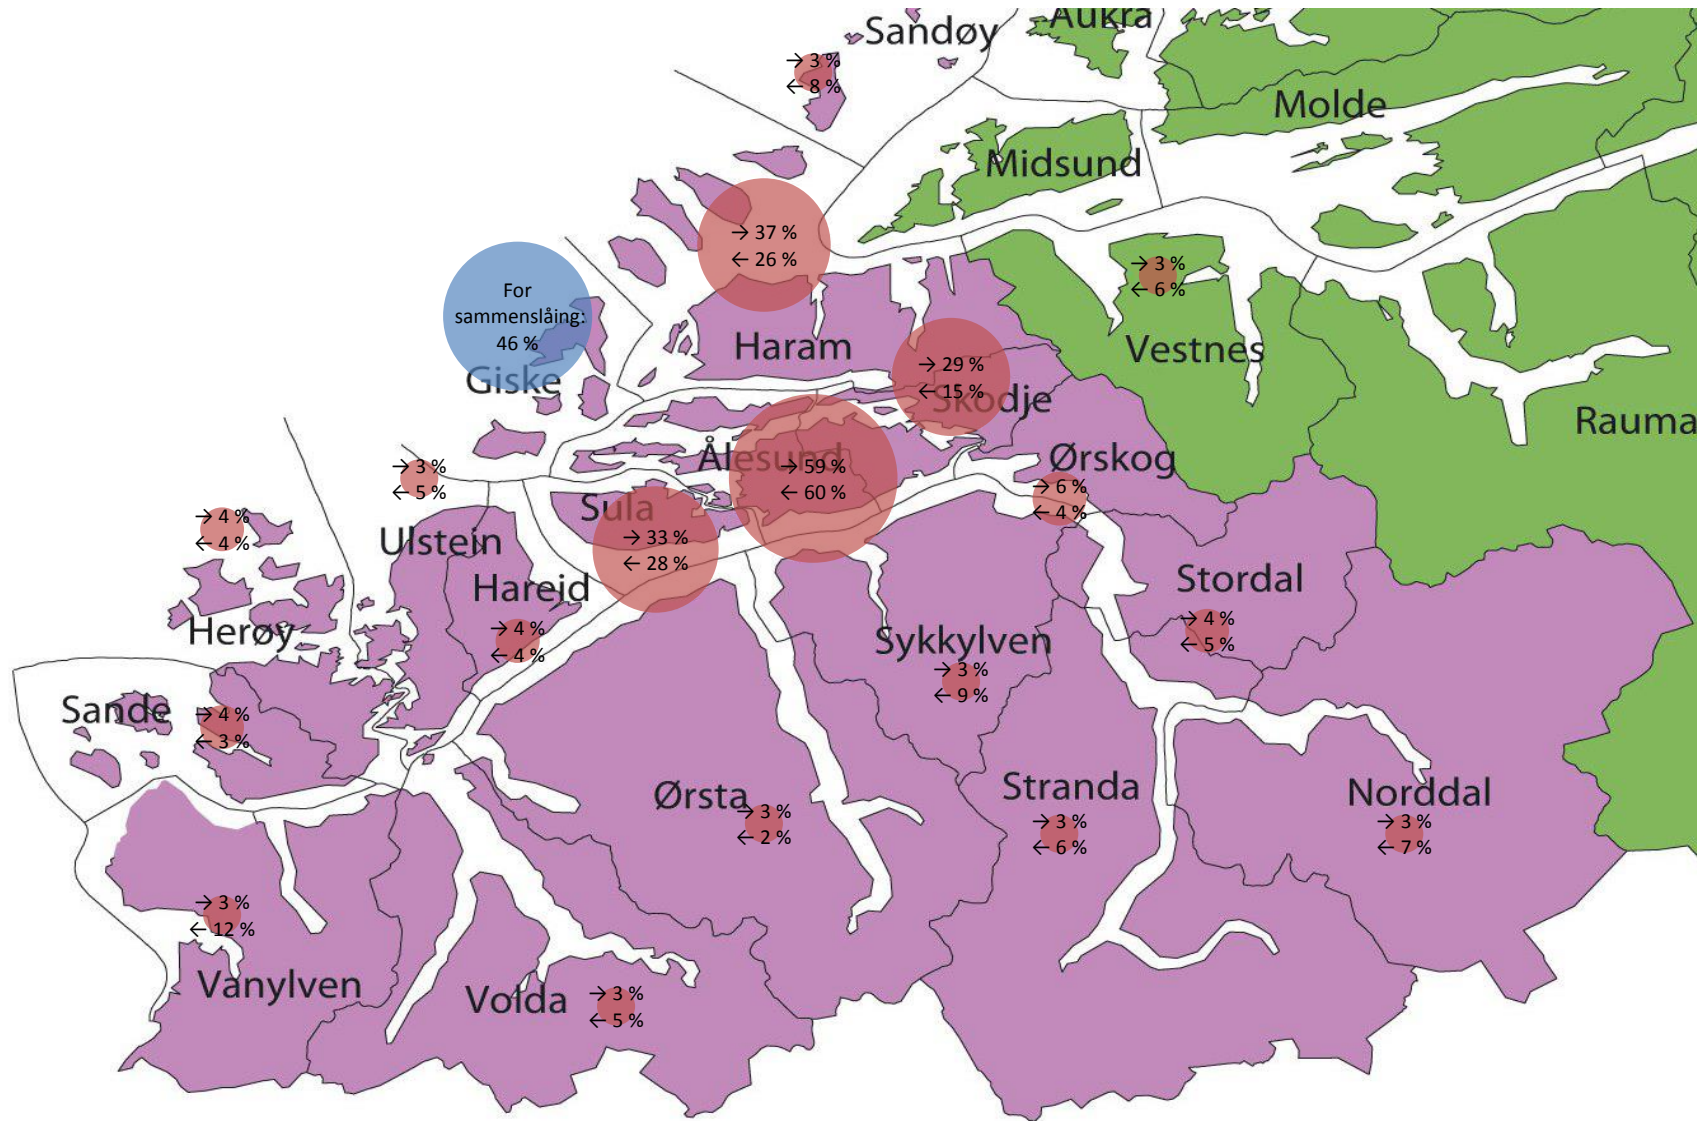 Sandøy
Aukra
→ 3 %
← 8 %
Molde
Midsund
→ 37 %
← 26 %
→ 3 %
← 6 %
For
sammenslåing:
46 %
Haram
Vestnes
Giske
→ 29 %
← 15 %
Skodje
Rauma
Ålesund
→ 59 %
← 60 %
Ørskog
→ 6 %
← 4 %
→ 3 %
← 5 %
Sula
→ 33 %
← 28 %
→ 4 %
← 4 %
Ulstein
Hareid
→ 4 %
← 4 %
Stordal
→ 4 %
← 5 %
Herøy
Sykkylven
→ 3 %
← 9 %
Sande
→ 4 %
← 3 %
Ørsta
→ 3 %
← 2 %
Stranda
→ 3 %
← 6 %
Norddal
→ 3 %
← 7 %
→ 3 %
← 12 %
Vanylven
Volda
→ 3 %
← 5 %